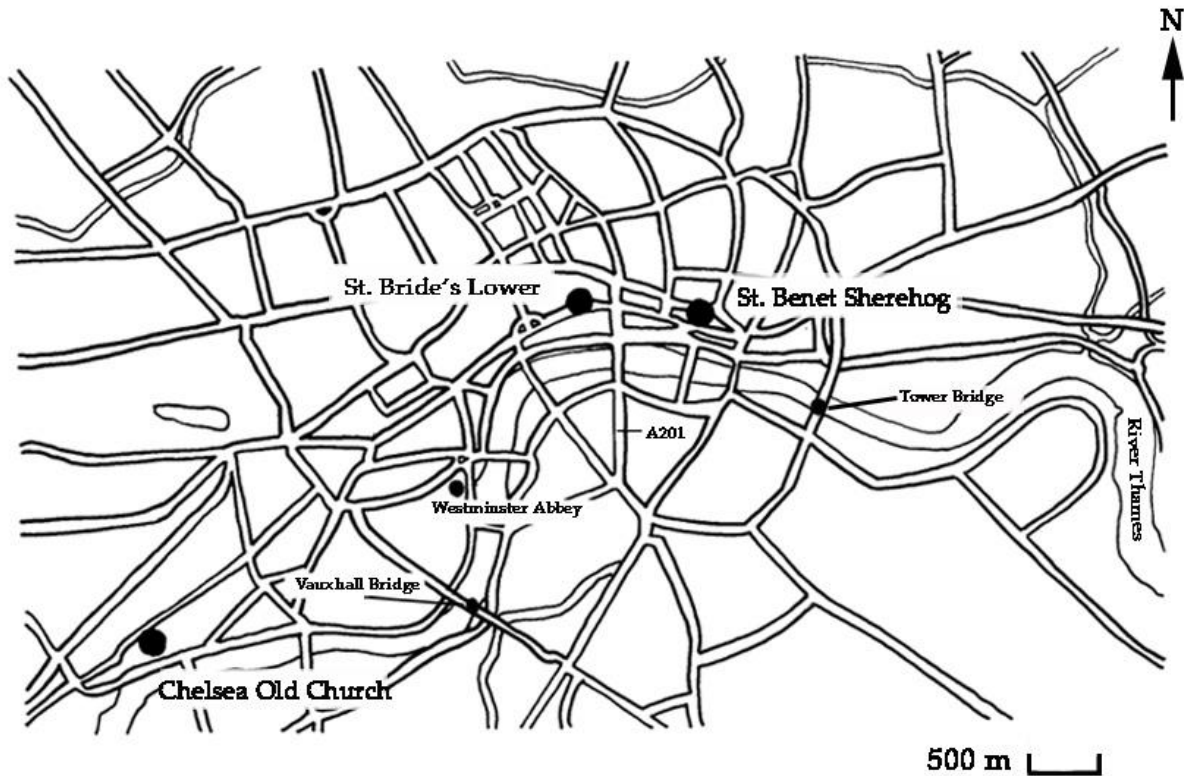 N
St. Bride's Lower
St. Benet Sherehog
Tower Bridge
A201
River Thames
Westminster Abbey
Vauxhall Bridge
Chelsea Old Church
500 m